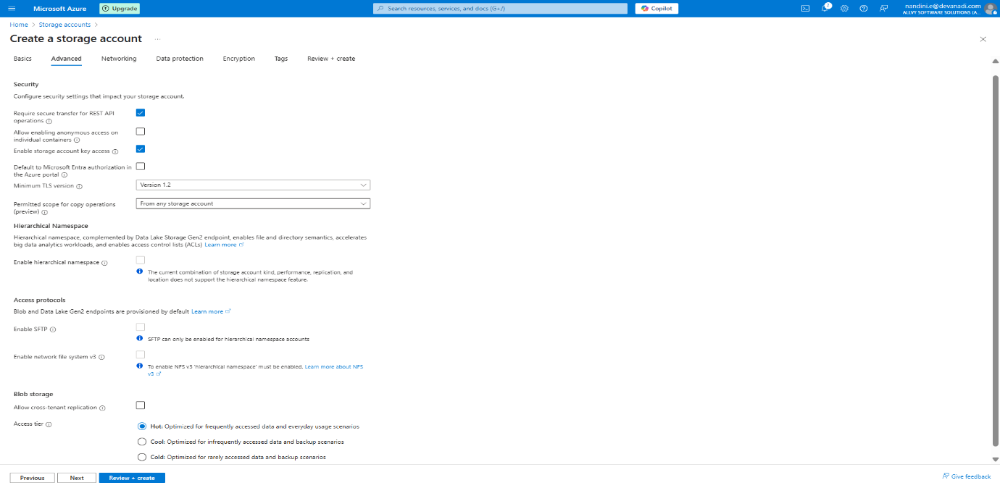 Microsoft Azure
Upgrade
Search resources, services, and docs (G+/)
Copilot
2
nandini.e@devanadi.com
ALLVY SOFTWARE SOLUTIONS (A...
Home > Storage accounts >
Create a storage account ...
Basics
Advanced
Networking
Data protection
Encryption
Tags
Review + create
Security
Configure security settings that impact your storage account.
Require secure transfer for REST API
operations
Allow enabling anonymous access on
individual containers
Enable storage account key access
Default to Microsoft Entra authorization in
the Azure portal
Minimum TLS version
Version 1.2
Permitted scope for copy operations
(preview)
From any storage account
Hierarchical Namespace
Hierarchical namespace, complemented by Data Lake Storage Gen2 endpoint, enables file and directory semantics, accelerates
big data analytics workloads, and enables access control lists (ACLs) Learn more
Enable hierarchical namespace
The current combination of storage account kind, performance, replication, and
location does not support the hierarchical namespace feature.
Access protocols
Blob and Data Lake Gen2 endpoints are provisioned by default Learn more
Enable SFTP
SFTP can only be enabled for hierarchical namespace accounts
Enable network file system v3
To enable NFS v3 'hierarchical namespace' must be enabled. Learn more about NFS
v3
Blob storage
Allow cross-tenant replication
Access tier
Hot: Optimized for frequently accessed data and everyday usage scenarios
Cool: Optimized for infrequently accessed data and backup scenarios
Cold: Optimized for rarely accessed data and backup scenarios
Previous
Next
Review + create
Give feedback